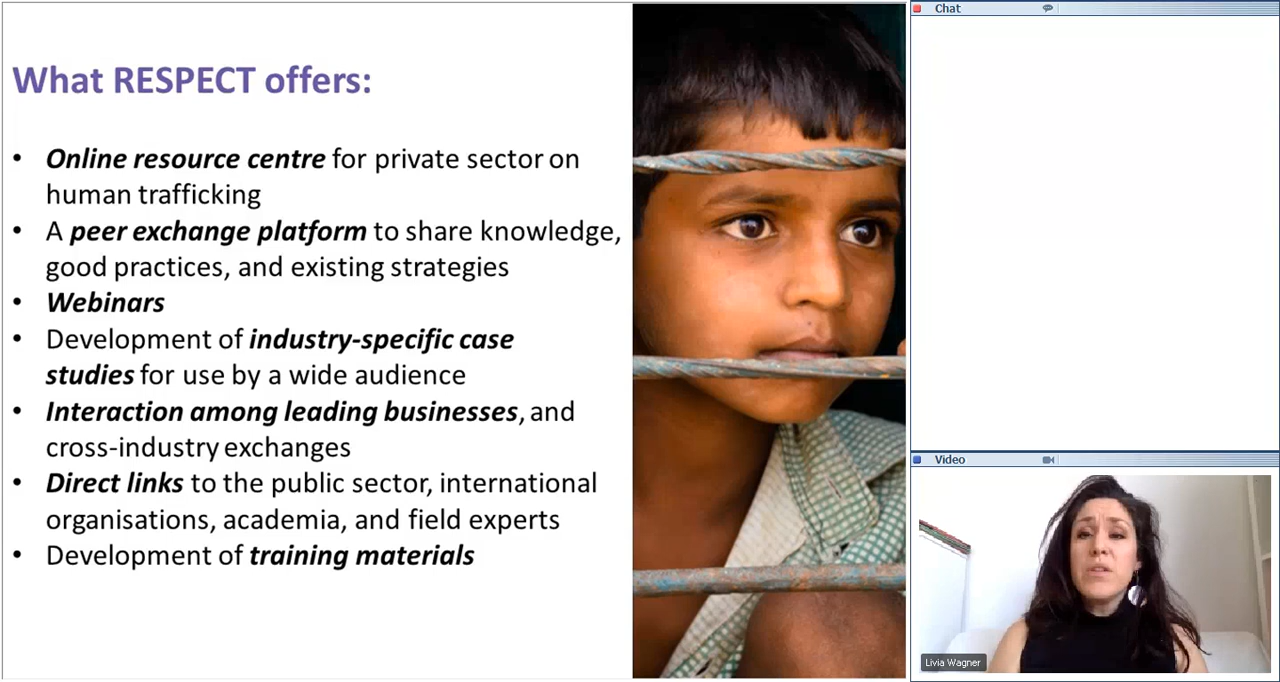 What RESPECT offers:
• Online resource centre for private sector on
human trafficking
• A peer exchange platform to share knowledge,
good practices, and existing strategies
• Webinars
• Development of industry-specific case
studies for use by a wide audience
• Interaction among leading businesses, and
cross-industry exchanges
• Direct links to the public sector, international
organisations, academia, and field experts
• Development of training materials
Chat
Video
Livia Wagner